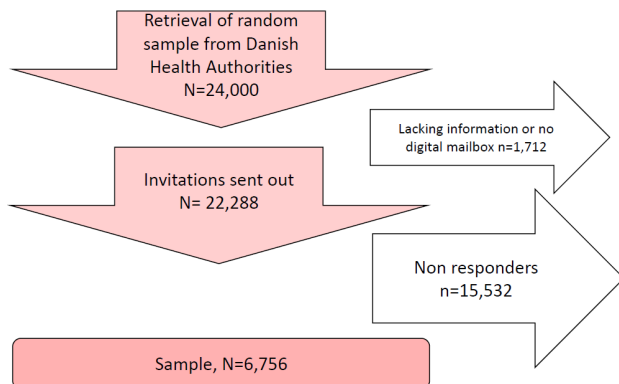 Retrieval of random
sample from Danish
Health Authorities
N=24,000
Lacking information or no
digital mailbox n=1,712
Invitations sent out
N= 22,288
Non responders
n=15,532
Sample, N=6,756